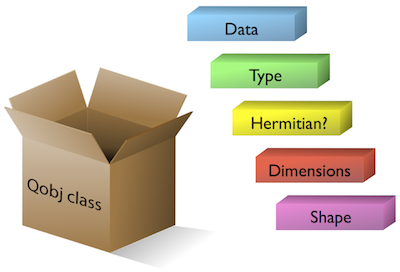 Data
Type
Hermitian?
Dimensions
Shape
Qobj class